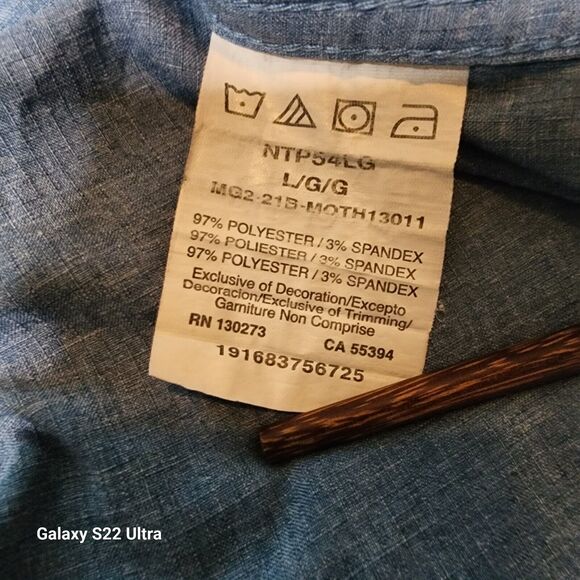 NTP54LG
L/G/G
MG2-21B-MOTH13011
97% POLYESTER / 3% SPANDEX
97% POLIESTER / 3% SPANDEX
97% POLYESTER / 3% SPANDEX
Exclusive of Decoration/Excepto
Decoracion/Exclusive of Trimming/
Garniture Non Comprise
RN 130273 CA 55394
191683756725
Galaxy S22 Ultra